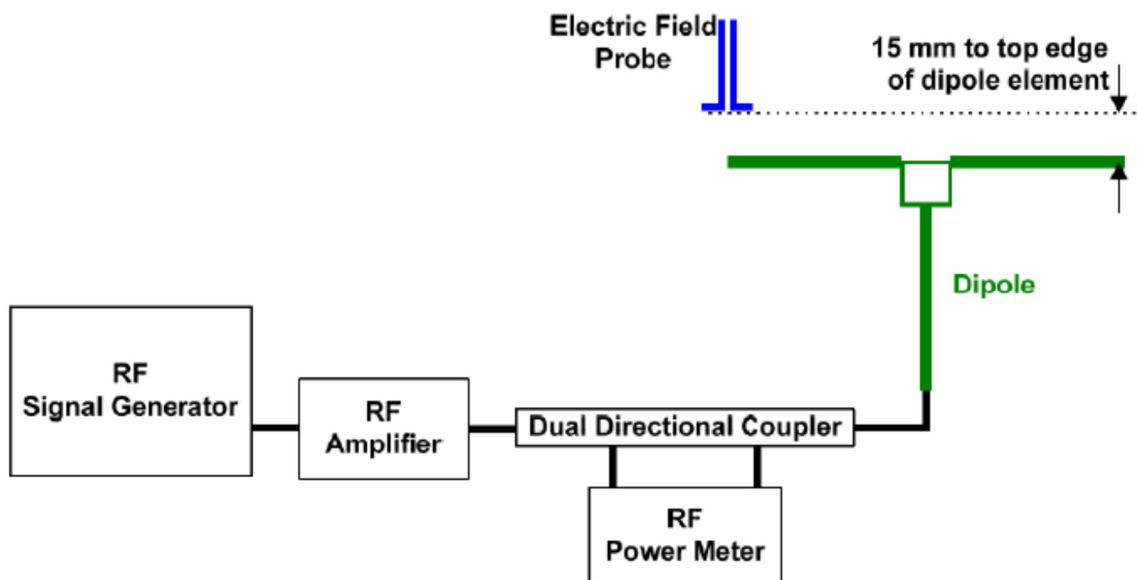 Electric Field
Probe
15 mm to top edge
of dipole element
Dipole
RF
Signal Generator
RF
Amplifier
Dual Directional Coupler
RF
Power Meter